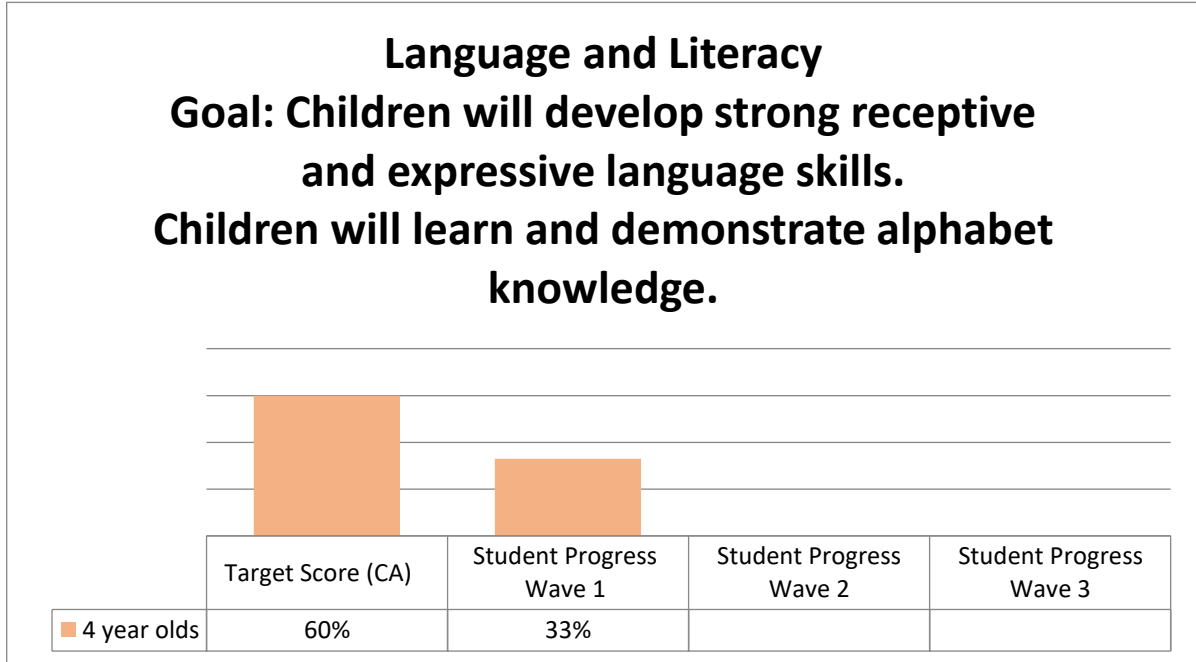 Language and Literacy
Goal: Children will develop strong receptive
and expressive language skills.
Children will learn and demonstrate alphabet
knowledge.
Target Score (CA)
Student Progress
Wave 1
Student Progress
Wave 2
Student Progress
Wave 3
4 year olds
60%
33%